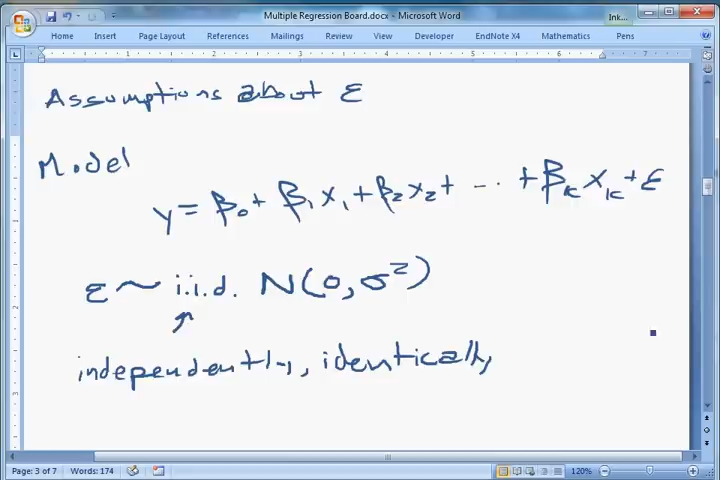 Multiple Regression Board.docx - Microsoft Word
Ink...
Home Insert Page Layout References Mailings Review View Developer EndNote X4 Mathematics Pens
Assumptions about ε
Model
y = β₀ + β₁x₁ + β₂x₂ + ... + βₖxₖ + ε
ε ~ i.i.d. N(0, σ²)
independently, identically,
Page: 3 of 7 Words: 174 120%